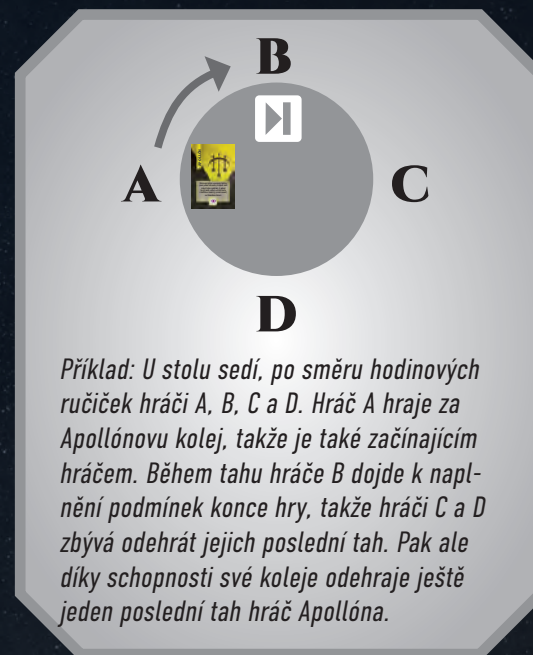 B
A
C
D
Příklad: U stolu sedí, po směru hodinových
ručiček hráči A, B, C a D. Hráč A hraje za
Apollónovu kolej, takže je také začínajícím
hráčem. Během tahu hráče B dojde k napl-
nění podmínek konce hry, takže hráči C a D
zbývá odehrát jejich poslední tah. Pak ale
díky schopnosti své koleje odehraje ještě
jeden poslední tah hráč Apollóna.